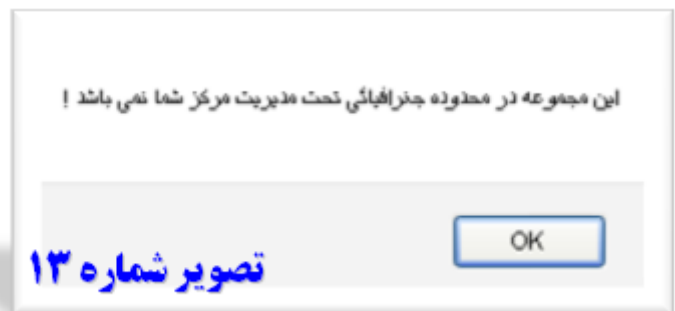 این مجموعه در محدوده جغرافیائی تحت مدیریت مرکز شما نمی باشد !
OK
تصویر شماره ۱۳